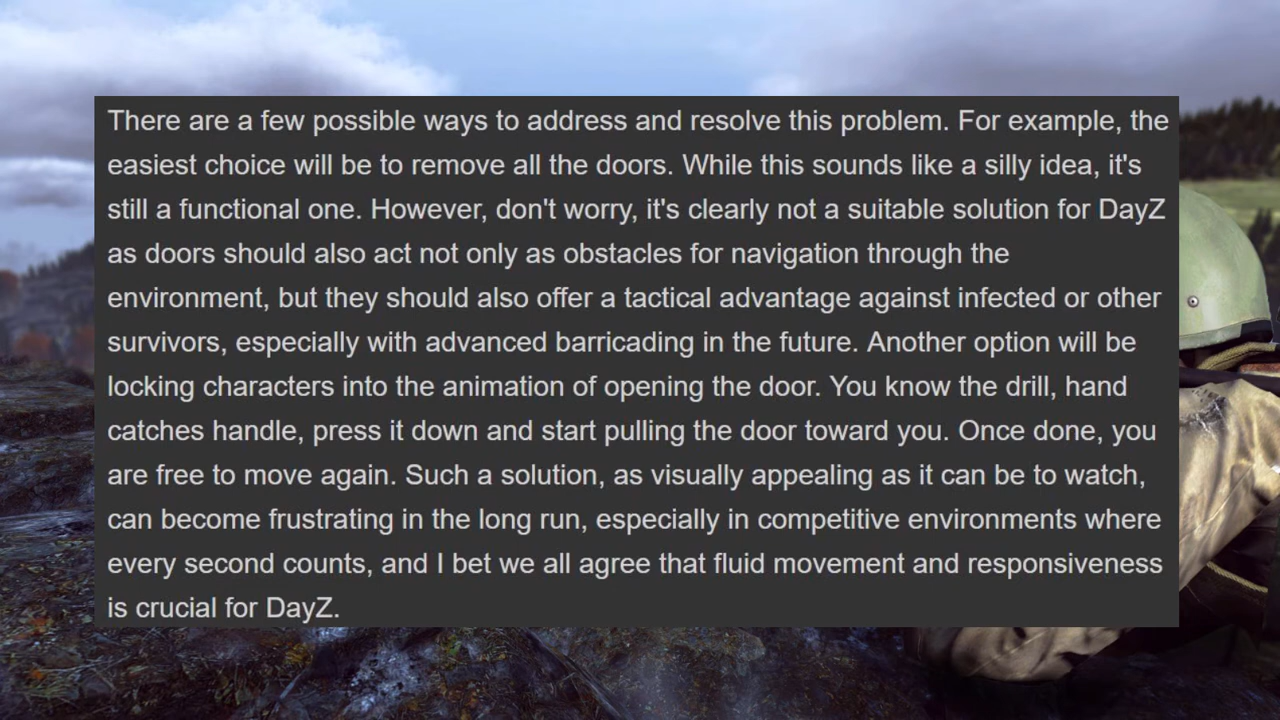 There are a few possible ways to address and resolve this problem. For example, the
easiest choice will be to remove all the doors. While this sounds like a silly idea, it's
still a functional one. However, don't worry, it's clearly not a suitable solution for DayZ
as doors should also act not only as obstacles for navigation through the
environment, but they should also offer a tactical advantage against infected or other
survivors, especially with advanced barricading in the future. Another option will be
locking characters into the animation of opening the door. You know the drill, hand
catches handle, press it down and start pulling the door toward you. Once done, you
are free to move again. Such a solution, as visually appealing as it can be to watch,
can become frustrating in the long run, especially in competitive environments where
every second counts, and I bet we all agree that fluid movement and responsiveness
is crucial for DayZ.